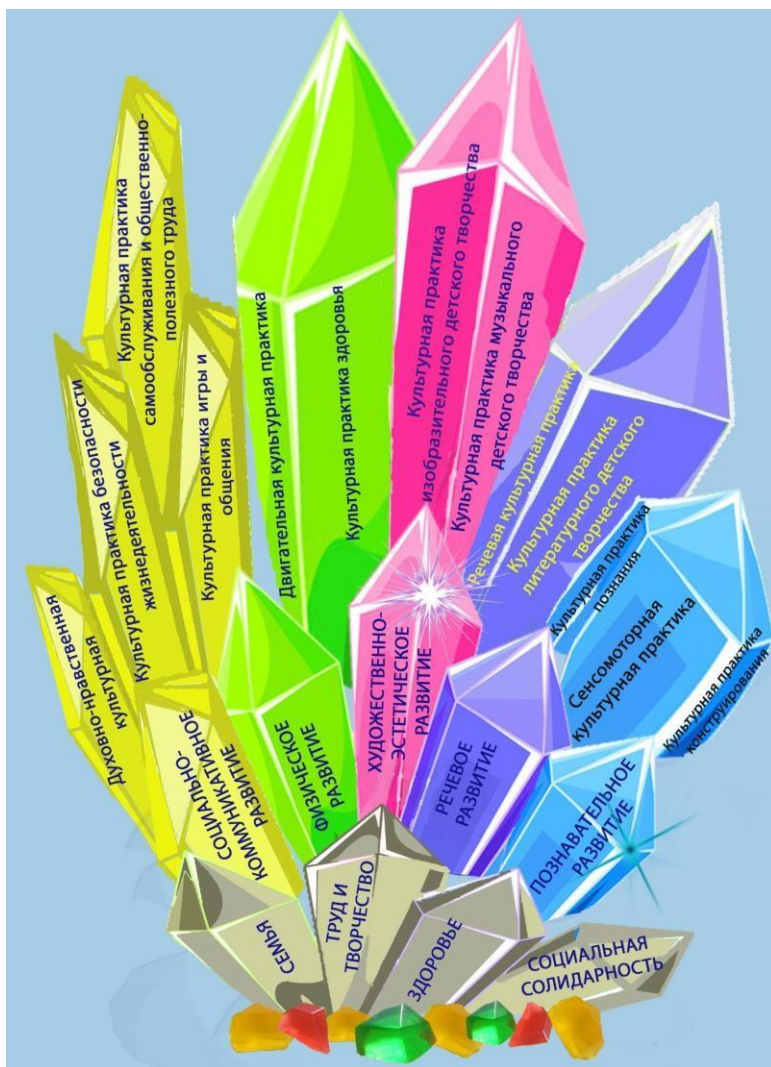 Культурная практика
самообслуживания и общественно-
полезного труда
Культурная практика безопасности
жизнедеятельности
Культурная практика игры и
общения
Духовно-нравственная
культурная
Двигательная культурная практика
Культурная практика здоровья
Культурная практика
изобразительного детского творчества
Культурная практика музыкального
детского творчества
Речевая культурная практика
Культурная практика
литературного детского
творчества
Культурная практика
познания
Сенсомоторная
культурная практика
Культурная практика
конструирования
СОЦИАЛЬНО-
КОММУНИКАТИВНОЕ
РАЗВИТИЕ
ФИЗИЧЕСКОЕ
РАЗВИТИЕ
ХУДОЖЕСТВЕННО-
ЭСТЕТИЧЕСКОЕ
РАЗВИТИЕ
РЕЧЕВОЕ
РАЗВИТИЕ
ПОЗНАВАТЕЛЬНОЕ
РАЗВИТИЕ
СЕМЬЯ
ТРУД И
ТВОРЧЕСТВО
ЗДОРОВЬЕ
СОЦИАЛЬНАЯ
СОЛИДАРНОСТЬ